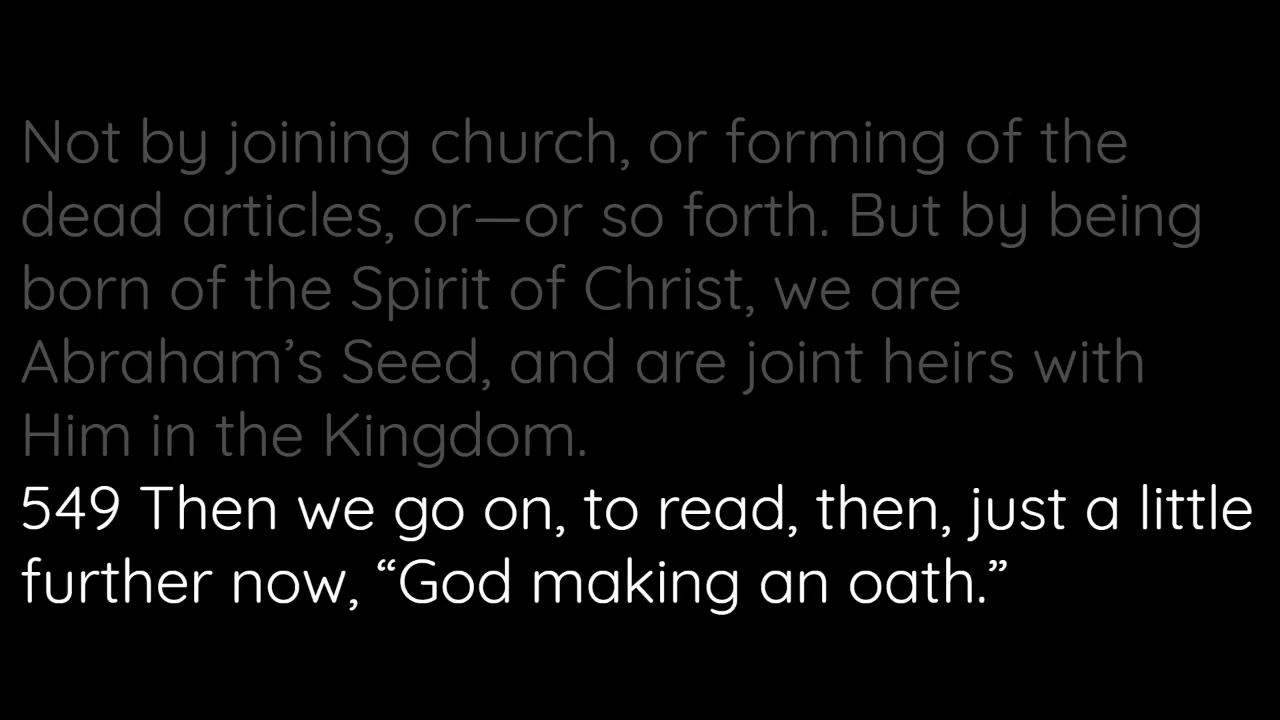 Not by joining church, or forming of the
dead articles, or—or so forth. But by being
born of the Spirit of Christ, we are
Abraham’s Seed, and are joint heirs with
Him in the Kingdom.
549 Then we go on, to read, then, just a little
further now, “God making an oath.”